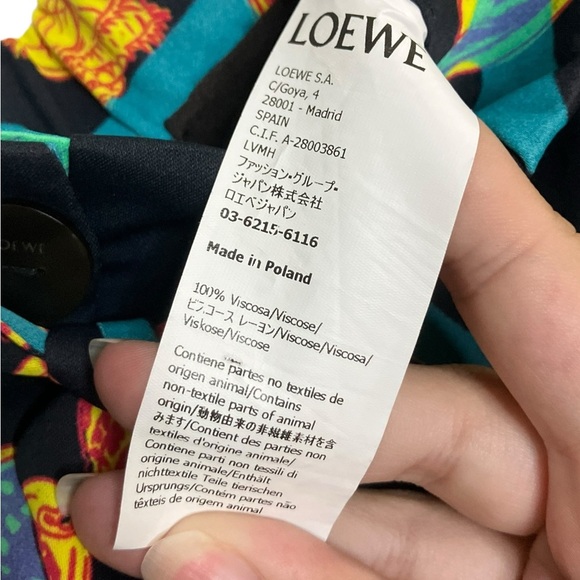 LOEWE
LOEWE S.A.
C/Goya, 4
28001 - Madrid
SPAIN
C.I.F. A-28003861
LVMH
ファッション・グループ・
ジャパン株式会社
ロエベジャパン
03-6215-6116
Made in Poland
100% Viscosa/Viscose/
ビスコース レーヨン/Viscose/Viscosa/
Viskose/Viscose
Contiene partes no textiles de
origen animal/Contains
non-textile parts of animal
origin/動物由来の非繊維素材を含
みます/Contient des parties non
textiles d'origine animale/
Contiene parti non tessili di
origine animale/Enthält
nichttextile Teile tierischen
Ursprungs/Contém partes não
têxteis de origem animal
LOEWE